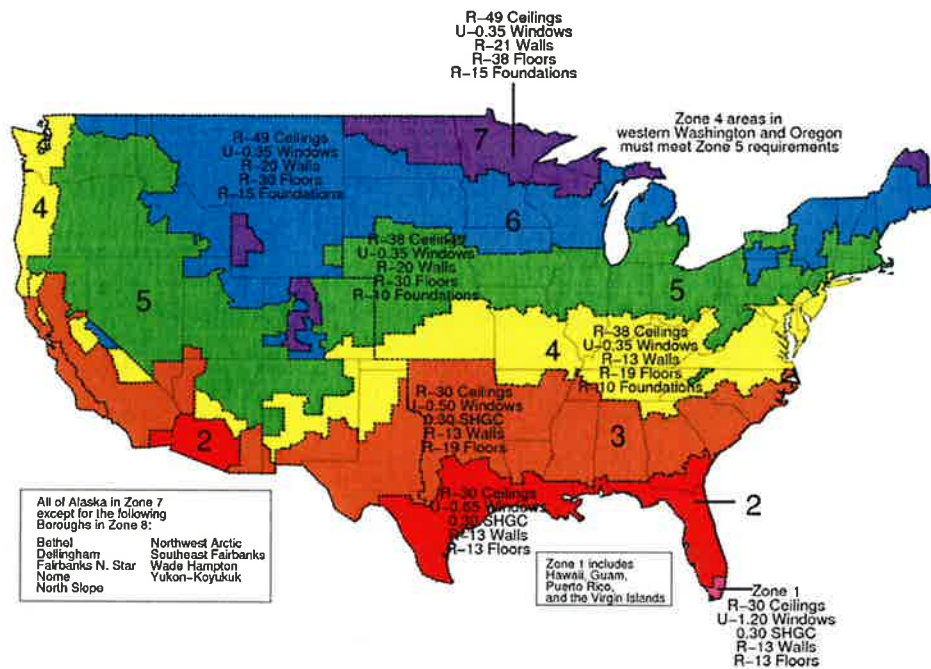 R-49 Ceilings
U-0.35 Windows
R-21 Walls
R-38 Floors
R-15 Foundations
Zone 4 areas in
western Washington and Oregon
must meet Zone 5 requirements
7
R-49 Ceilings
U-0.35 Windows
R-20 Walls
R-30 Floors
R-15 Foundations
4
6
R-38 Ceilings
U-0.35 Windows
R-20 Walls
R-30 Floors
R-10 Foundations
5
5
4
R-38 Ceilings
U-0.35 Windows
R-13 Walls
R-19 Floors
R-10 Foundations
R-30 Ceilings
U-0.50 Windows
0.30 SHGC
R-13 Walls
R-19 Floors
3
2
R-30 Ceilings
U-0.65 Windows
0.30 SHGC
R-13 Walls
R-13 Floors
2
All of Alaska in Zone 7
except for the following
Boroughs in Zone 8:
Bethel Northwest Arctic
Dellingham Southeast Fairbanks
Fairbanks N. Star Wade Hampton
Nome Yukon-Koyukuk
North Slope
Zone 1 includes
Hawaii, Guam,
Puerto Rico,
and the Virgin Islands
Zone 1
R-30 Ceilings
U-1.20 Windows
0.30 SHGC
R-13 Walls
R-13 Floors